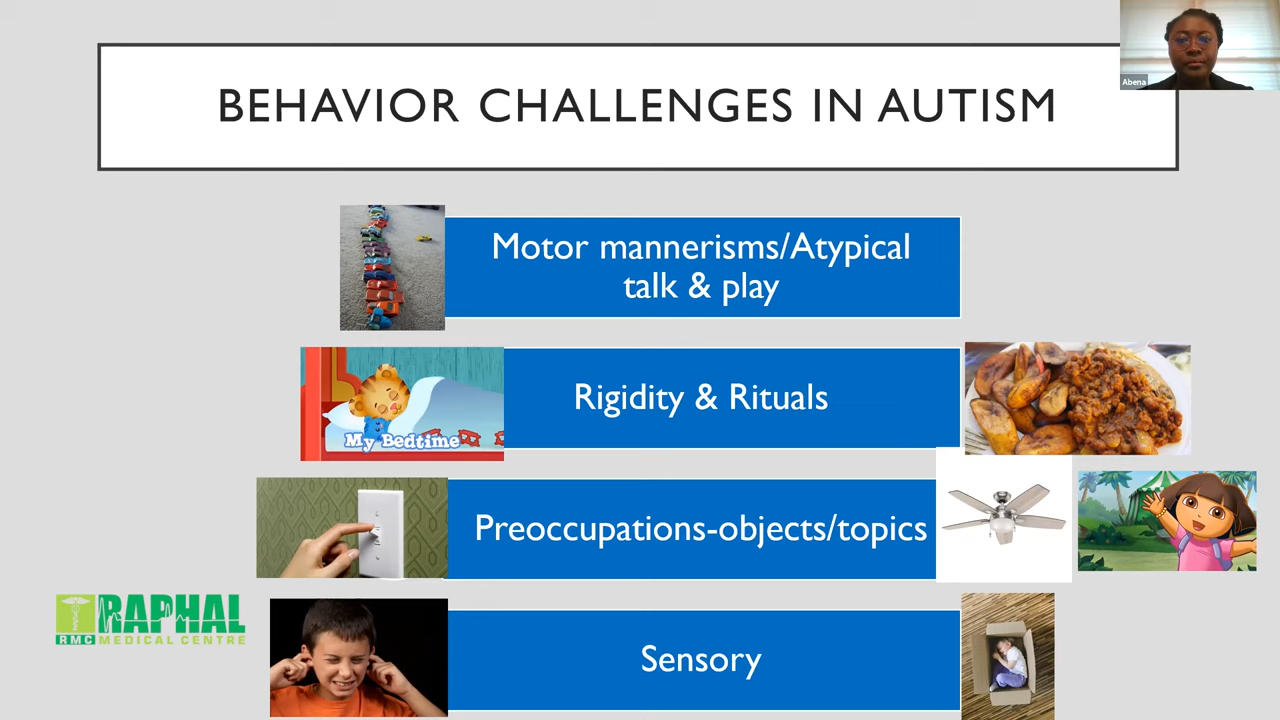 Abena
BEHAVIOR CHALLENGES IN AUTISM
Motor mannerisms/Atypical
talk & play
My Bedtime
Rigidity & Rituals
Preoccupations-objects/topics
RAPHAL
RMC MEDICAL CENTRE
Sensory